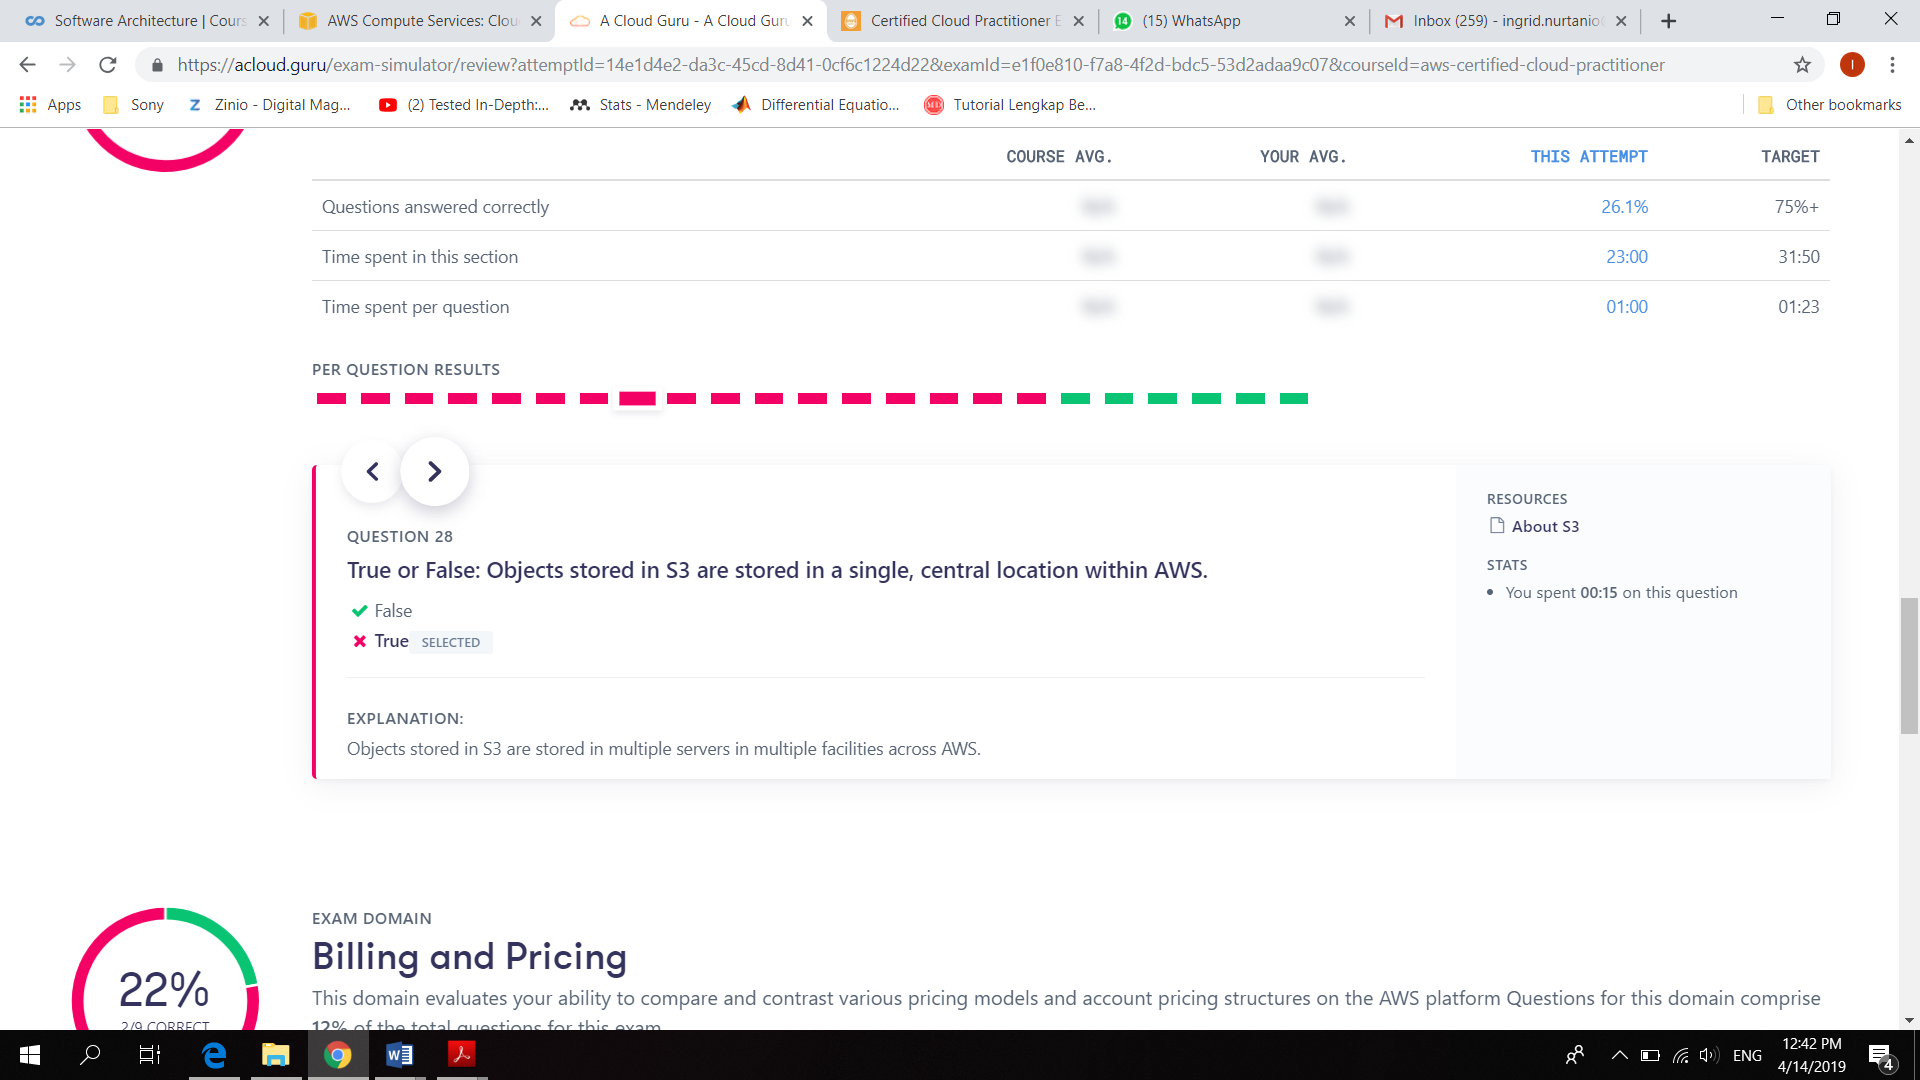 Software Architecture | Cours
AWS Compute Services: Clou
A Cloud Guru - A Cloud Guru
Certified Cloud Practitioner E
14
(15) WhatsApp
Inbox (259) - ingrid.nurtanio
https://acloud.guru/exam-simulator/review?attemptId=14e1d4e2-da3c-45cd-8d41-0cf6c1224d22&examId=e1f0e810-f7a8-4f2d-bdc5-53d2adaa9c07&courseId=aws-certified-cloud-practitioner
I
Apps
Sony
Z Zinio - Digital Mag...
(2) Tested In-Depth:...
Stats - Mendeley
Differential Equatio...
Tutorial Lengkap Be...
Other bookmarks
COURSE AVG. YOUR AVG. THIS ATTEMPT TARGET
Questions answered correctly 26.1% 75%+
Time spent in this section 23:00 31:50
Time spent per question 01:00 01:23
PER QUESTION RESULTS
QUESTION 28
True or False: Objects stored in S3 are stored in a single, central location within AWS.
False
True SELECTED
EXPLANATION:
Objects stored in S3 are stored in multiple servers in multiple facilities across AWS.
RESOURCES
About S3
STATS
You spent 00:15 on this question
22%
2/9 CORRECT
EXAM DOMAIN
Billing and Pricing
This domain evaluates your ability to compare and contrast various pricing models and account pricing structures on the AWS platform Questions for this domain comprise
12% of the total questions for this exam
ENG
12:42 PM
4/14/2019
4